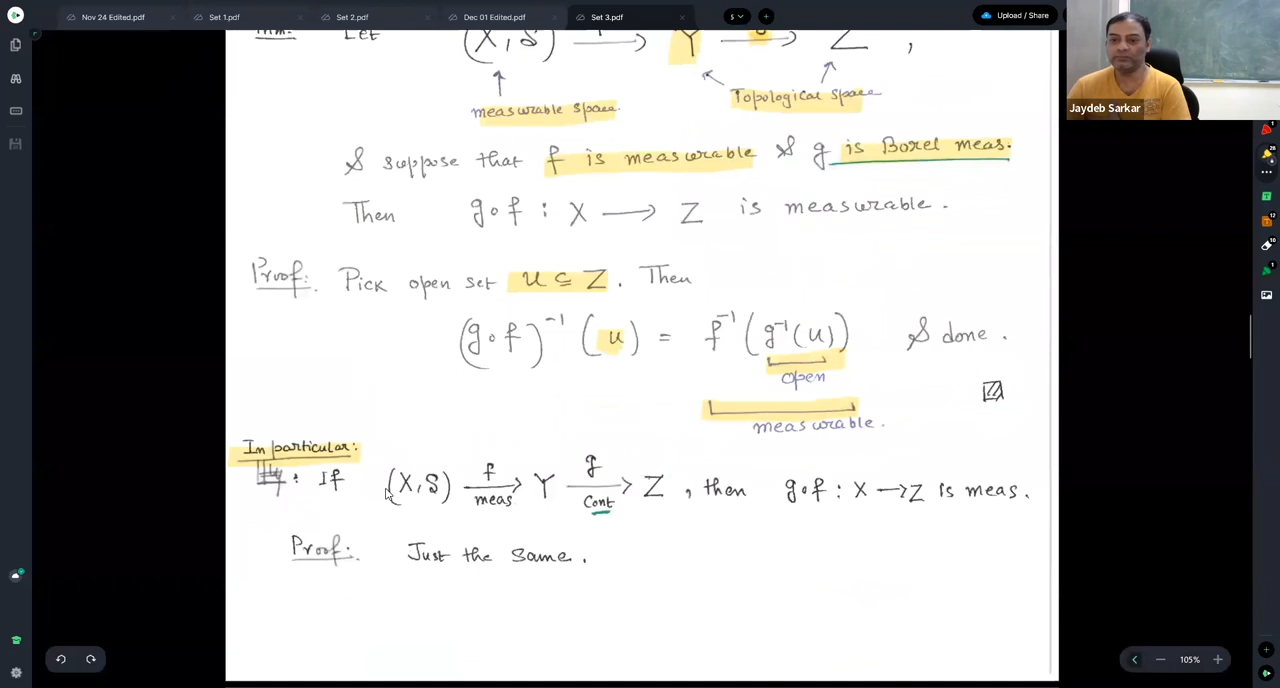 Nov 24 Edited.pdf
Set 1.pdf
Set 2.pdf
Dec 01 Edited.pdf
Set 3.pdf
Upload / Share
Jaydeb Sarkar
Let (X, S) → Y → Z ,
measurable space.
Topological space
& suppose that f is measurable & g is Borel meas.
Then g∘f : X → Z is measurable.
Proof: Pick open set U ⊆ Z. Then
(g∘f)⁻¹ (U) = f⁻¹ (g⁻¹(U)) & done.
open
measurable.
In particular:
If (X, S) f meas → Y g Cont → Z , then g∘f : X → Z is meas.
Proof: Just the same.
105%